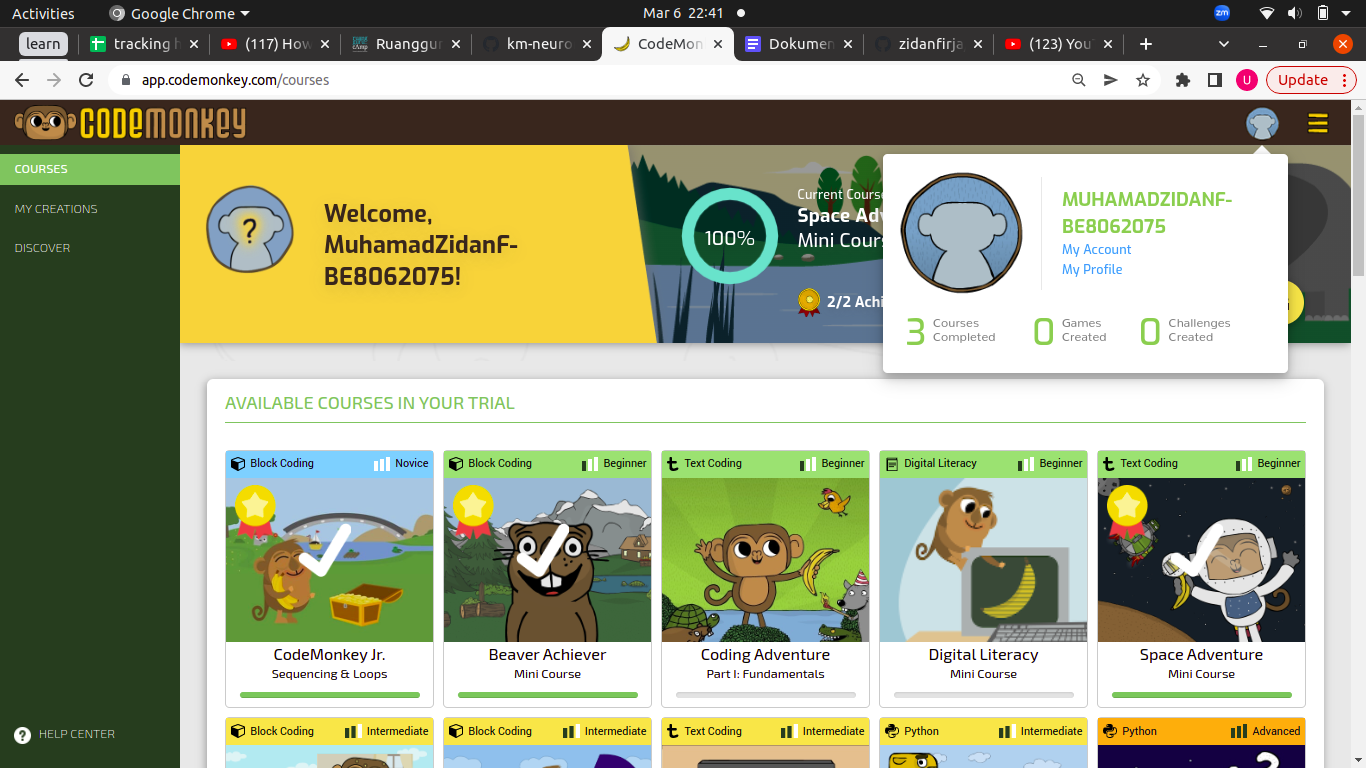 Activities
Google Chrome
Mar 6 22:41
zm
learn
tracking h
(117) How
Ruanggur
km-neuro
CodeMon
Dokumen
zidanfirja
(123) You
app.codemonkey.com/courses
U
Update
CODEMONKEY
COURSES
MY CREATIONS
DISCOVER
HELP CENTER
?
Welcome,
MuhamadZidanF-
BE8062075!
100%
Current Course
Space Adv
Mini Cours
2/2 Achi
MUHAMADZIDANF-
BE8062075
My Account
My Profile
3 Courses Completed
0 Games Created
0 Challenges Created
AVAILABLE COURSES IN YOUR TRIAL
Block Coding Novice
Block Coding Beginner
Text Coding Beginner
Digital Literacy Beginner
Text Coding Beginner
CodeMonkey Jr.
Sequencing & Loops
Beaver Achiever
Mini Course
Coding Adventure
Part I: Fundamentals
Digital Literacy
Mini Course
Space Adventure
Mini Course
Block Coding Intermediate
Block Coding Intermediate
Text Coding Intermediate
Python Intermediate
Python Advanced